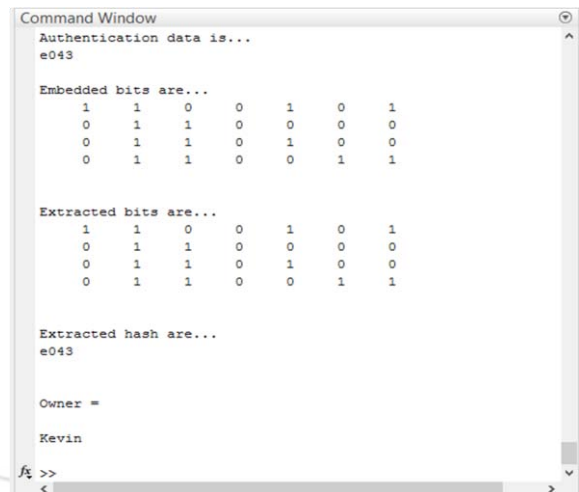 Command Window
Authentication data is...
e043
Embedded bits are...
1 1 0 0 1 0 1
0 1 1 0 0 0 0
0 1 1 0 1 0 0
0 1 1 0 0 1 1
Extracted bits are...
1 1 0 0 1 0 1
0 1 1 0 0 0 0
0 1 1 0 1 0 0
0 1 1 0 0 1 1
Extracted hash are...
e043
Owner =
Kevin
fx >>